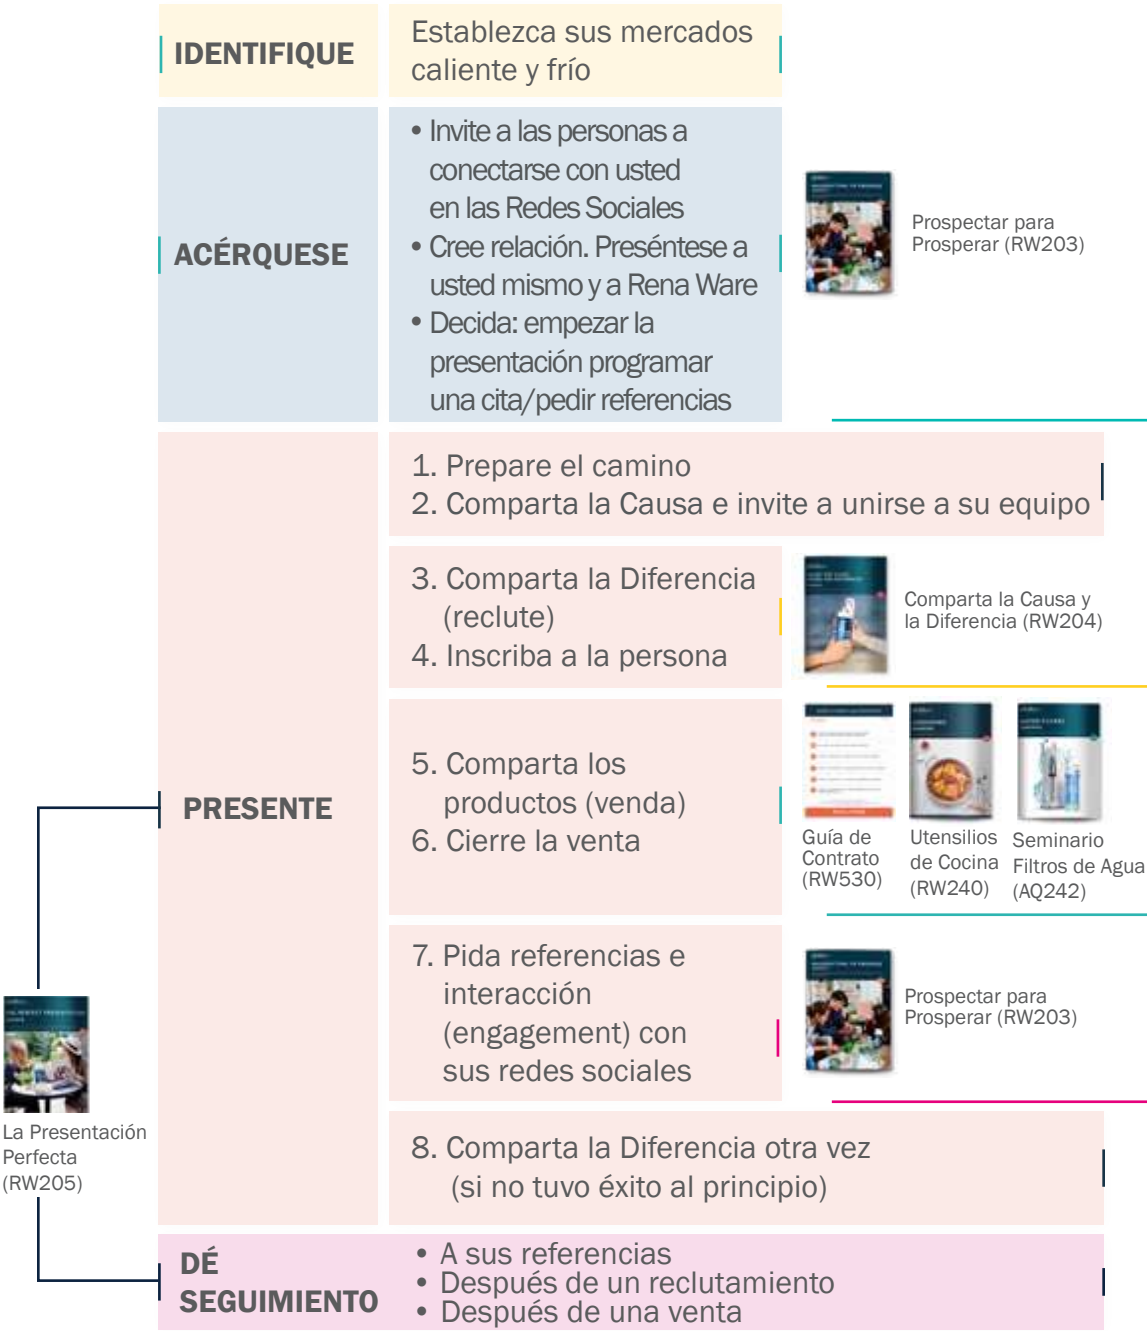 IDENTIFIQUE
Establezca sus mercados
caliente y frío
ACÉRQUESE
• Invite a las personas a
conectarse con usted
en las Redes Sociales
• Cree relación. Preséntese a
usted mismo y a Rena Ware
• Decida: empezar la
presentación programar
una cita/pedir referencias
Prospectar para
Prosperar (RW203)
PRESENTE
1. Prepare el camino
2. Comparta la Causa e invite a unirse a su equipo
3. Comparta la Diferencia
(reclute)
4. Inscriba a la persona
Comparta la Causa y
la Diferencia (RW204)
5. Comparta los
productos (venda)
6. Cierre la venta
Guía de
Contrato
(RW530)
Utensilios
de Cocina
(RW240)
Seminario
Filtros de Agua
(AQ242)
7. Pida referencias e
interacción
(engagement) con
sus redes sociales
Prospectar para
Prosperar (RW203)
8. Comparta la Diferencia otra vez
(si no tuvo éxito al principio)
La Presentación
Perfecta
(RW205)
DÉ
SEGUIMIENTO
• A sus referencias
• Después de un reclutamiento
• Después de una venta